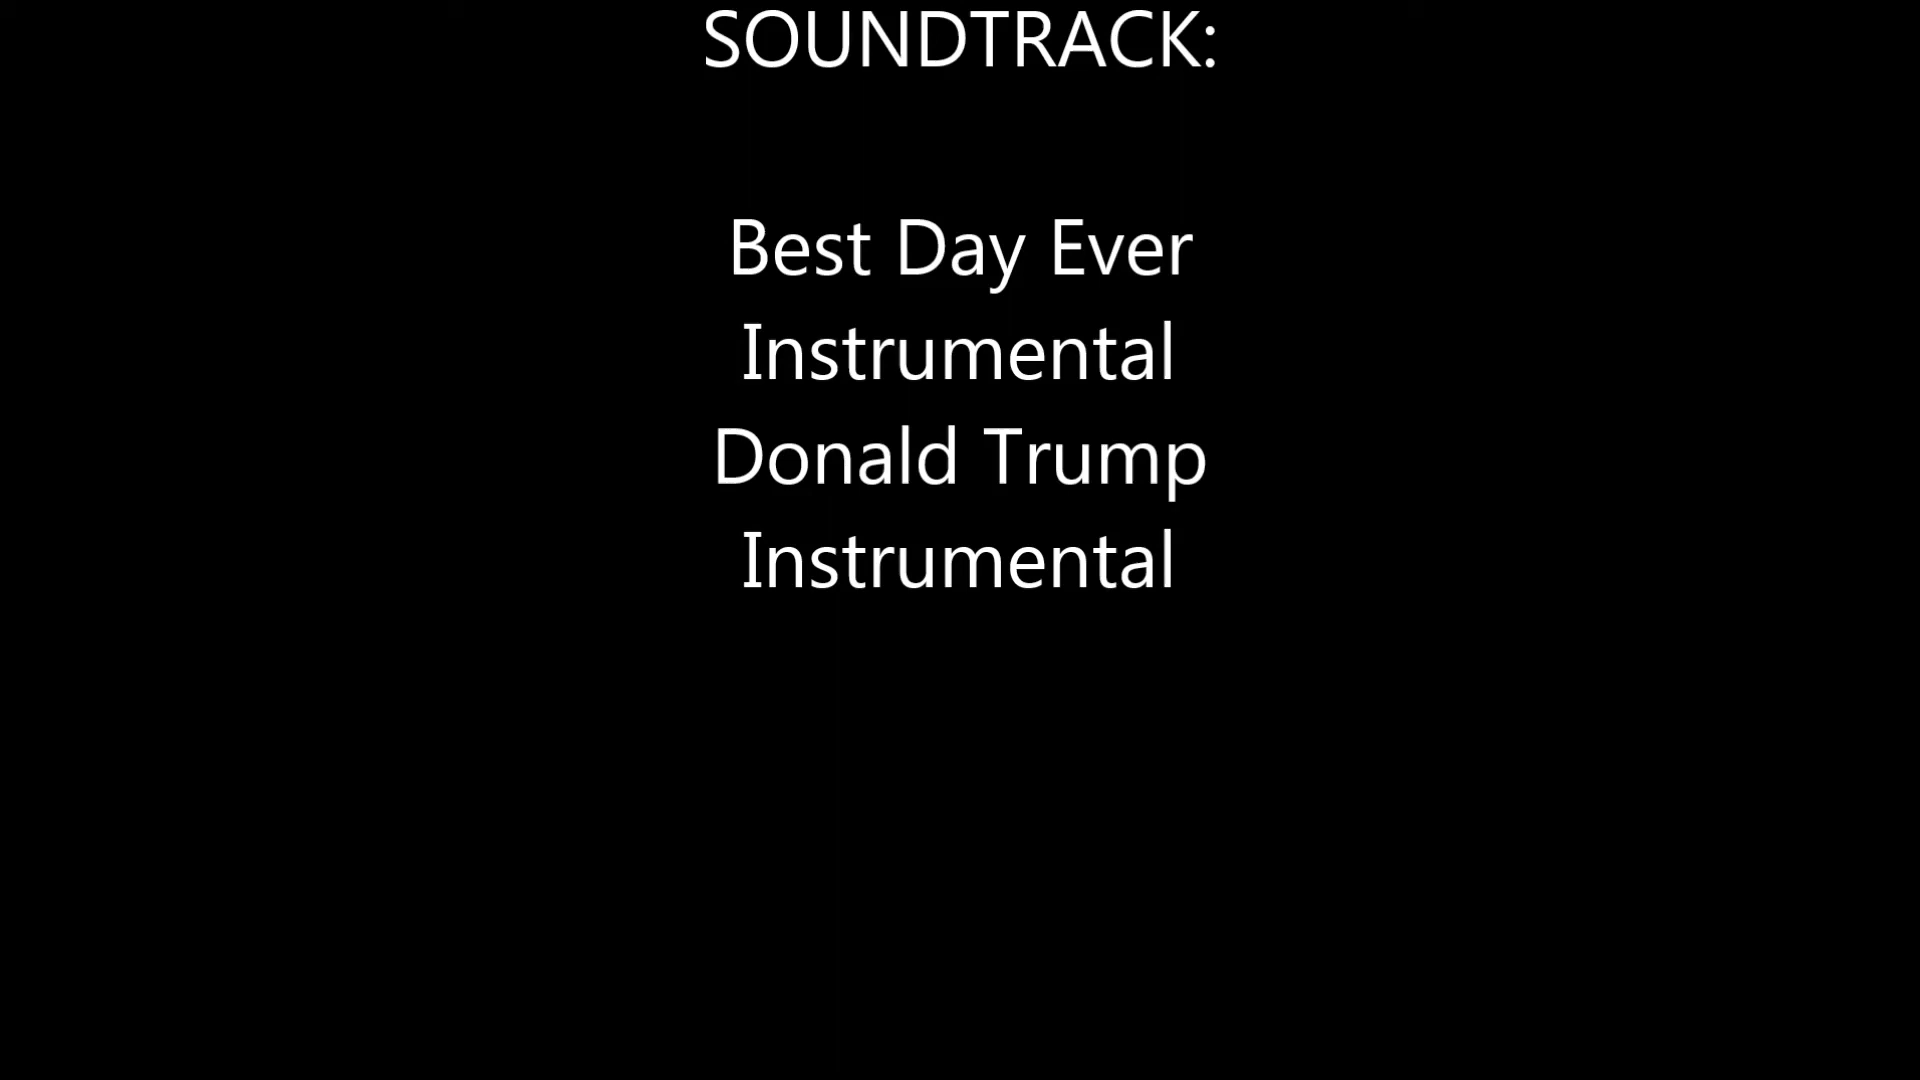 SOUNDTRACK:
Best Day Ever
Instrumental
Donald Trump
Instrumental